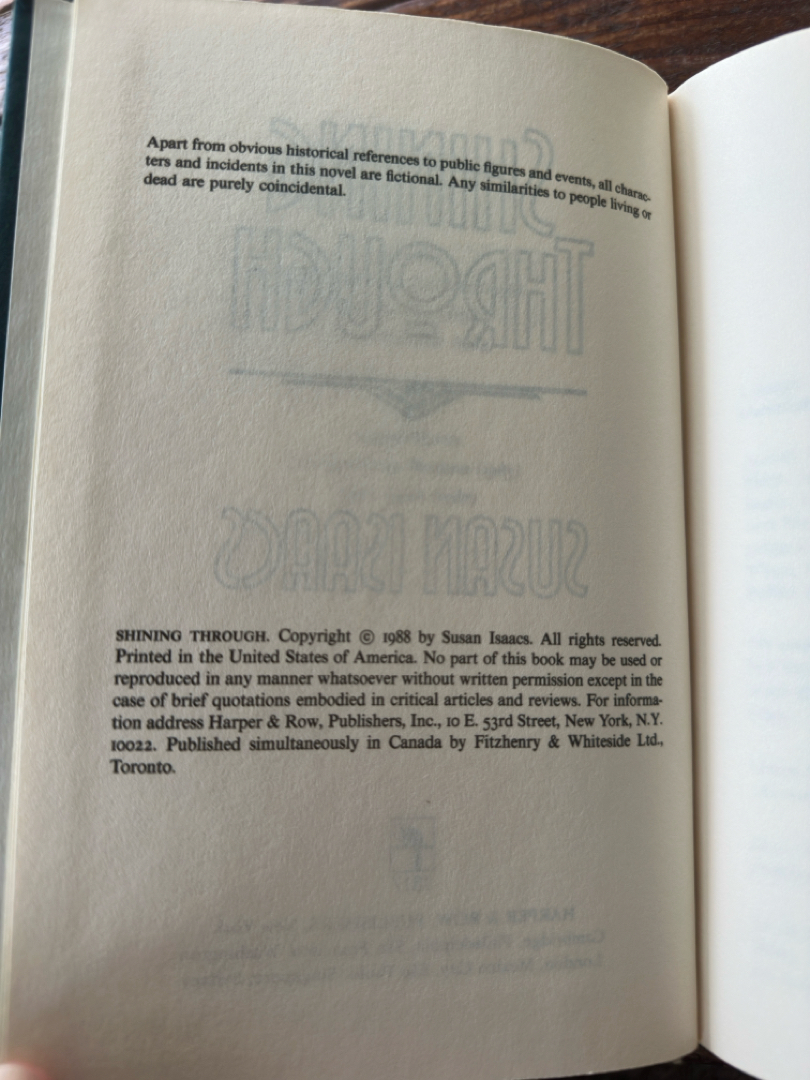 Apart from obvious historical references to public figures and events, all charac-
ters and incidents in this novel are fictional. Any similarities to people living or
dead are purely coincidental.
SHINING
THROUGH
SUSAN ISAACS
SHINING THROUGH. Copyright © 1988 by Susan Isaacs. All rights reserved.
Printed in the United States of America. No part of this book may be used or
reproduced in any manner whatsoever without written permission except in the
case of brief quotations embodied in critical articles and reviews. For informa-
tion address Harper & Row, Publishers, Inc., 10 E. 53rd Street, New York, N.Y.
10022. Published simultaneously in Canada by Fitzhenry & Whiteside Ltd.,
Toronto.